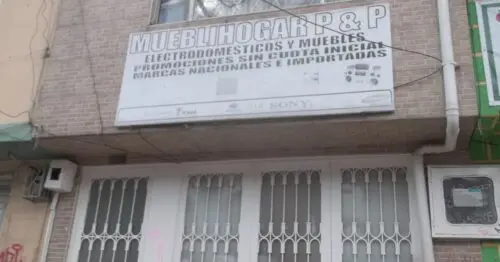 MUEBLIHOGAR P & P
ELECTRODOMESTICOS Y MUEBLES
PROMOCIONES SIN CUOTA INICIAL
MARCAS NACIONALES E IMPORTADAS
SONY